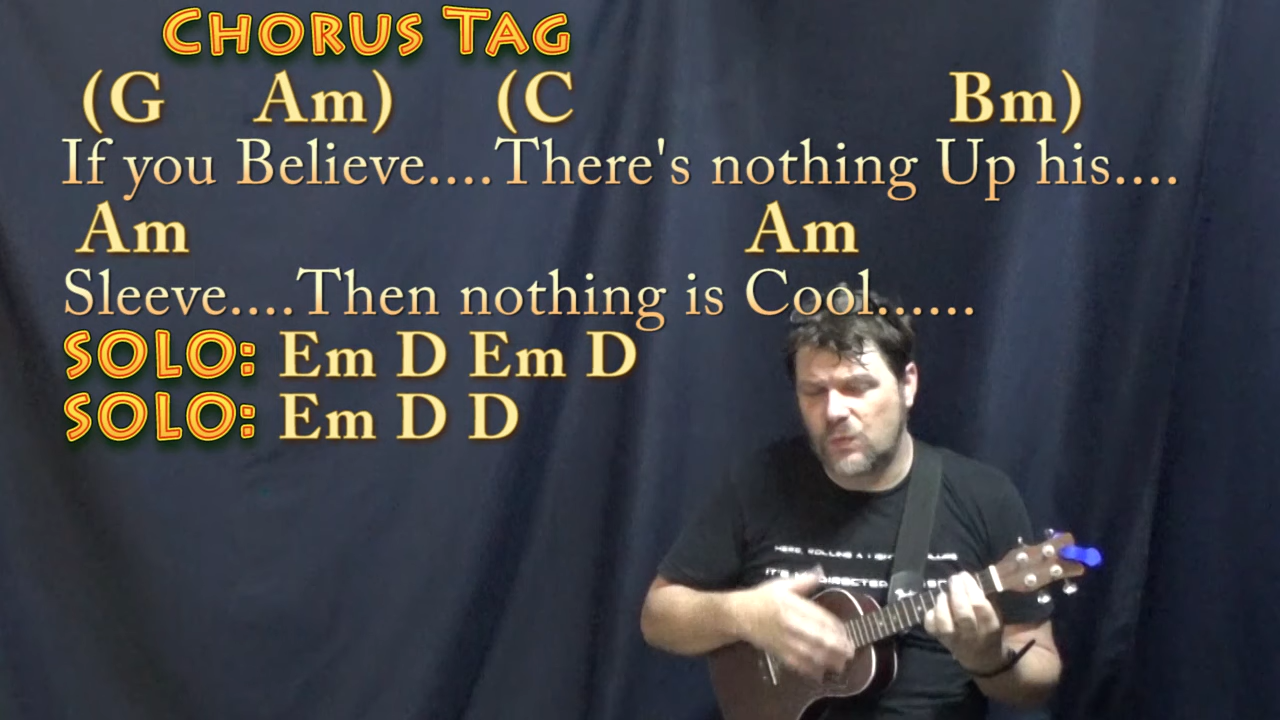 CHORUS TAG
(G Am) (C Bm)
If you Believe....There's nothing Up his....
Am Am
Sleeve....Then nothing is Cool......
SOLO: Em D Em D
SOLO: Em D D